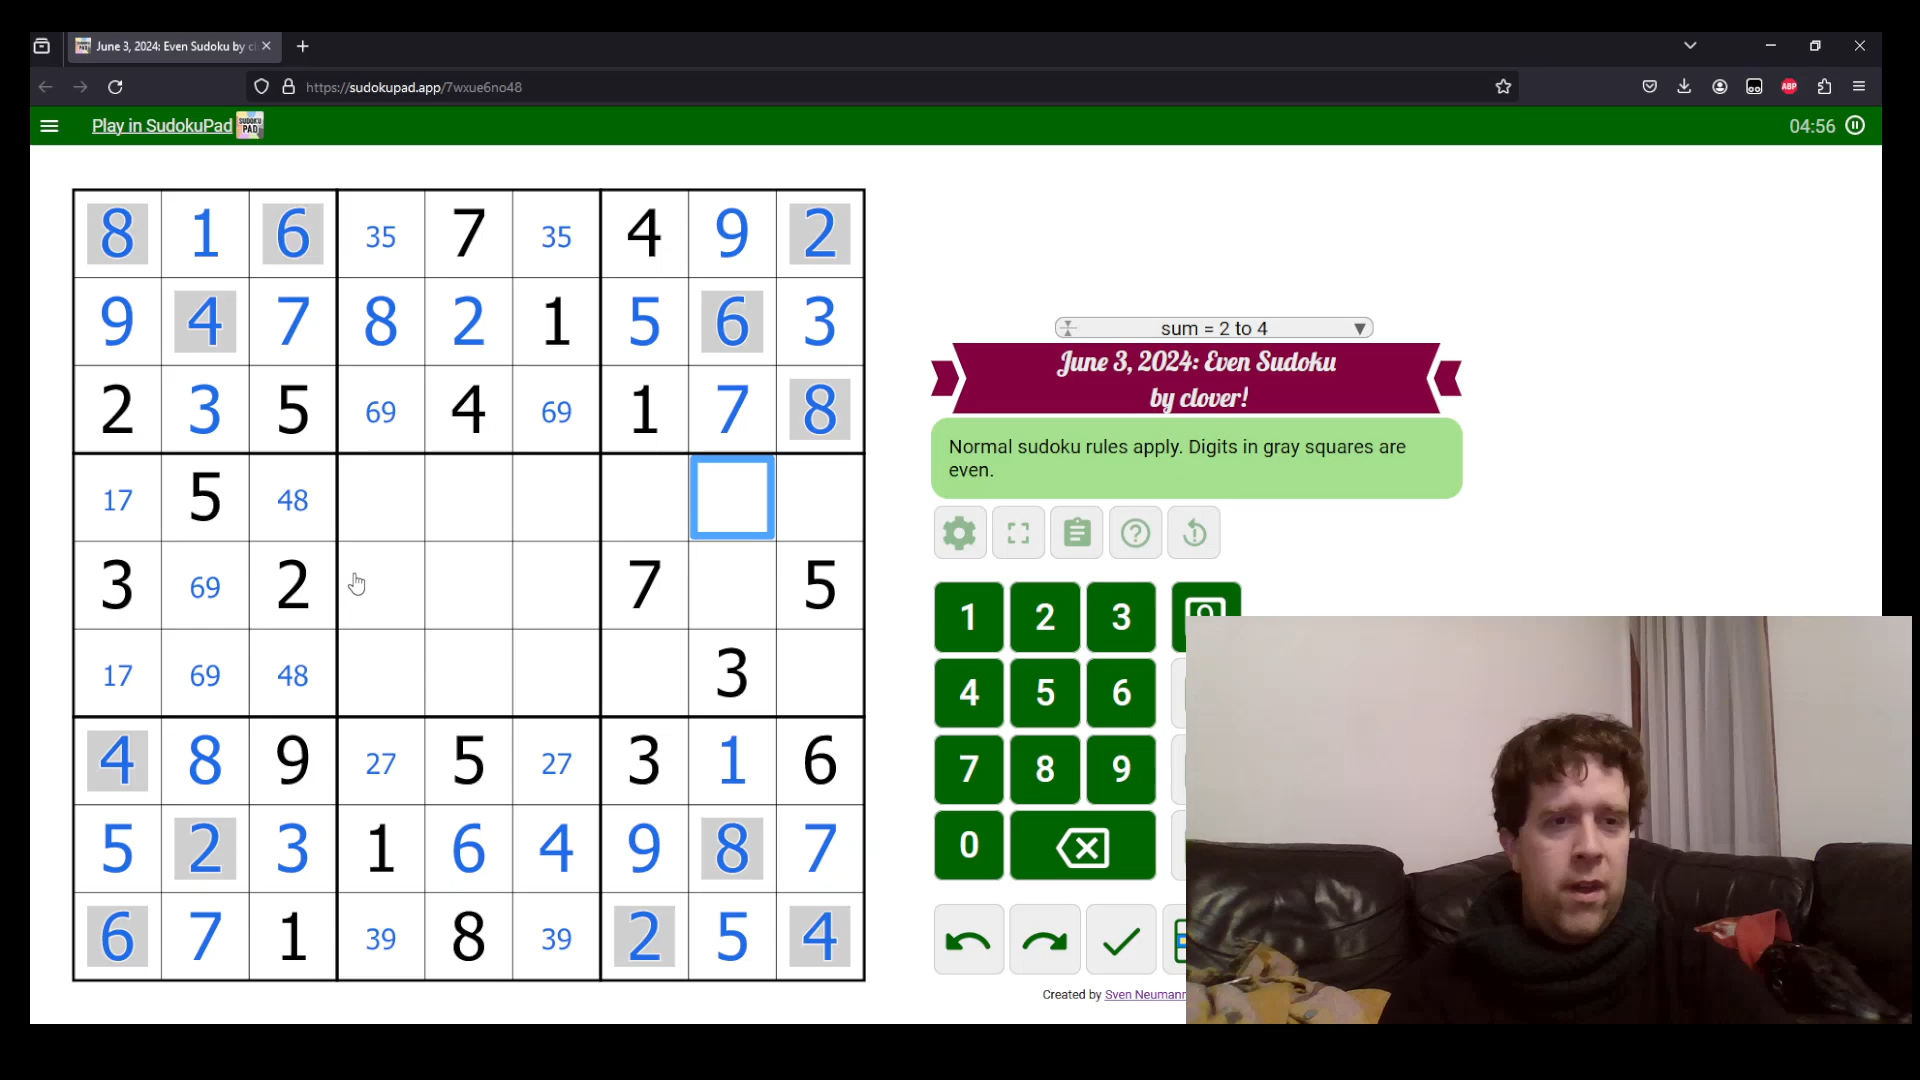 June 3, 2024: Even Sudoku by cl
https://sudokupad.app/7wxue6no48
ABP
Play in SudokuPad
SUDOKU PAD
04:56
8 1 6 35 7 35 4 9 2
9 4 7 8 2 1 5 6 3
2 3 5 69 4 69 1 7 8
17 5 48
3 69 2 7 5
17 69 48 3
4 8 9 27 5 27 3 1 6
5 2 3 1 6 4 9 8 7
6 7 1 39 8 39 2 5 4
sum = 2 to 4
June 3, 2024: Even Sudoku
by clover!
Normal sudoku rules apply. Digits in gray squares are
even.
1 2 3
4 5 6
7 8 9
0
Created by Sven Neumann